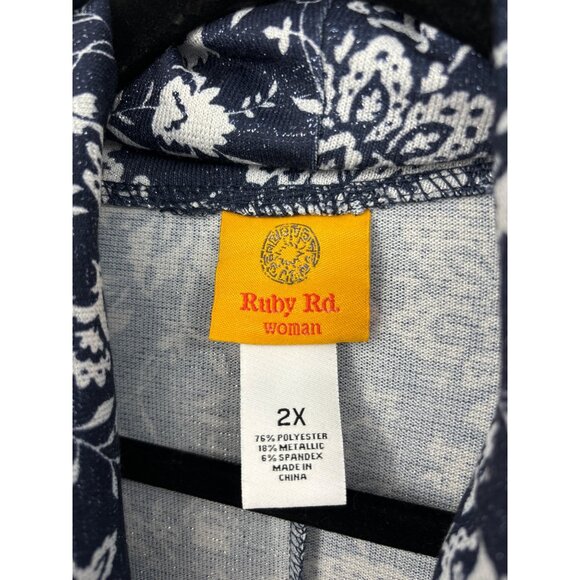 Ruby Rd.
woman
2X
76% POLYESTER
18% METALLIC
6% SPANDEX
MADE IN
CHINA